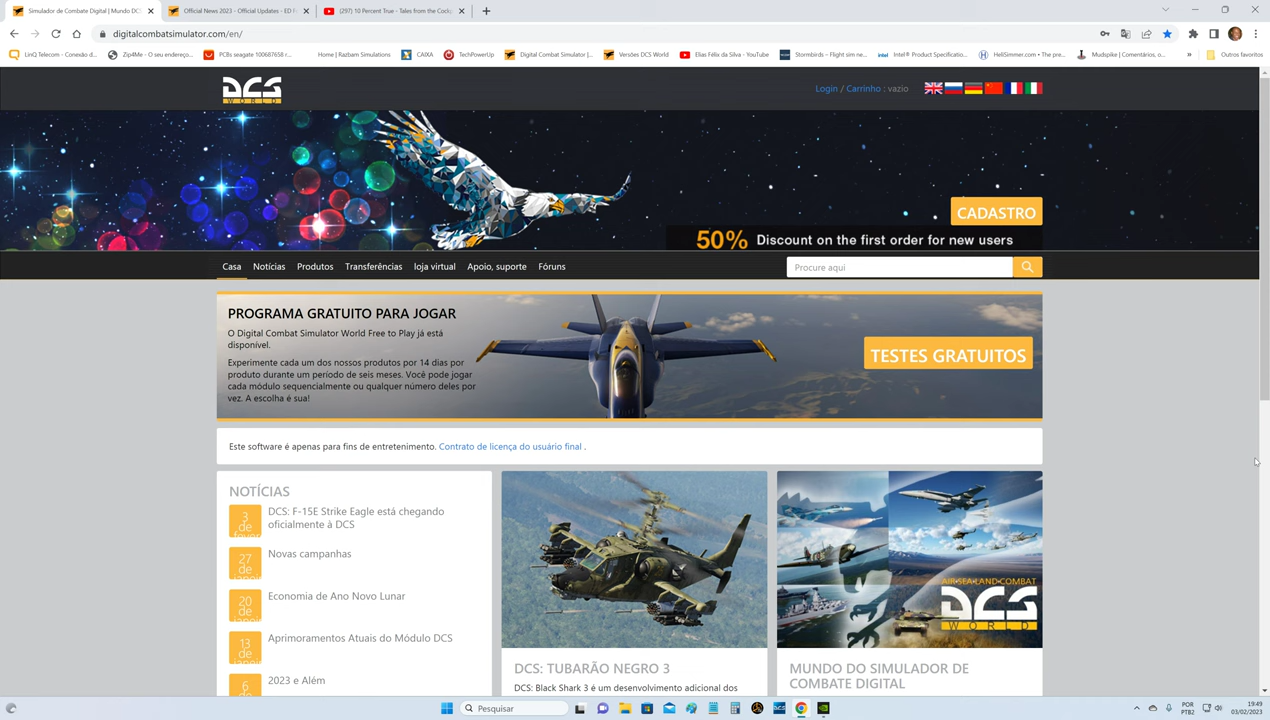 Simulador de Combate Digital | Mundo DCS
Official News 2023 - Official Updates - ED F
(297) 10 Percent True - Tales from the Cockp
digitalcombatsimulator.com/en/
LinQ Telecom - Conexão d...
Zip4Me - O seu endereço...
PCBs seagate 100687658 r...
Home | Razbam Simulations
CAIXA
TechPowerUp
Digital Combat Simulator |...
Versões DCS World
Elias Félix da Silva - YouTube
Stormbirds – Flight sim ne...
Intel® Product Specificatio...
HeliSimmer.com • The pre...
Mudspike | Comentários, o...
»
Outros favoritos
DCS
WORLD
Login / Carrinho : vazio
CADASTRO
50% Discount on the first order for new users
Casa Notícias Produtos Transferências loja virtual Apoio, suporte Fóruns
Procure aqui
PROGRAMA GRATUITO PARA JOGAR
O Digital Combat Simulator World Free to Play já está
disponível.
Experimente cada um dos nossos produtos por 14 dias por
produto durante um período de seis meses. Você pode jogar
cada módulo sequencialmente ou qualquer número deles por
vez. A escolha é sua!
TESTES GRATUITOS
Este software é apenas para fins de entretenimento. Contrato de licença do usuário final .
NOTÍCIAS
3
de
DCS: F-15E Strike Eagle está chegando
oficialmente à DCS
27
de
Novas campanhas
20
de
Economia de Ano Novo Lunar
13
de
Aprimoramentos Atuais do Módulo DCS
6
2023 e Além
DCS: TUBARÃO NEGRO 3
DCS: Black Shark 3 é um desenvolvimento adicional dos
AIR•SEA•LAND COMBAT
DCS
WORLD
MUNDO DO SIMULADOR DE
COMBATE DIGITAL
Pesquisar
POR
PTB2
19:49
03/02/2023